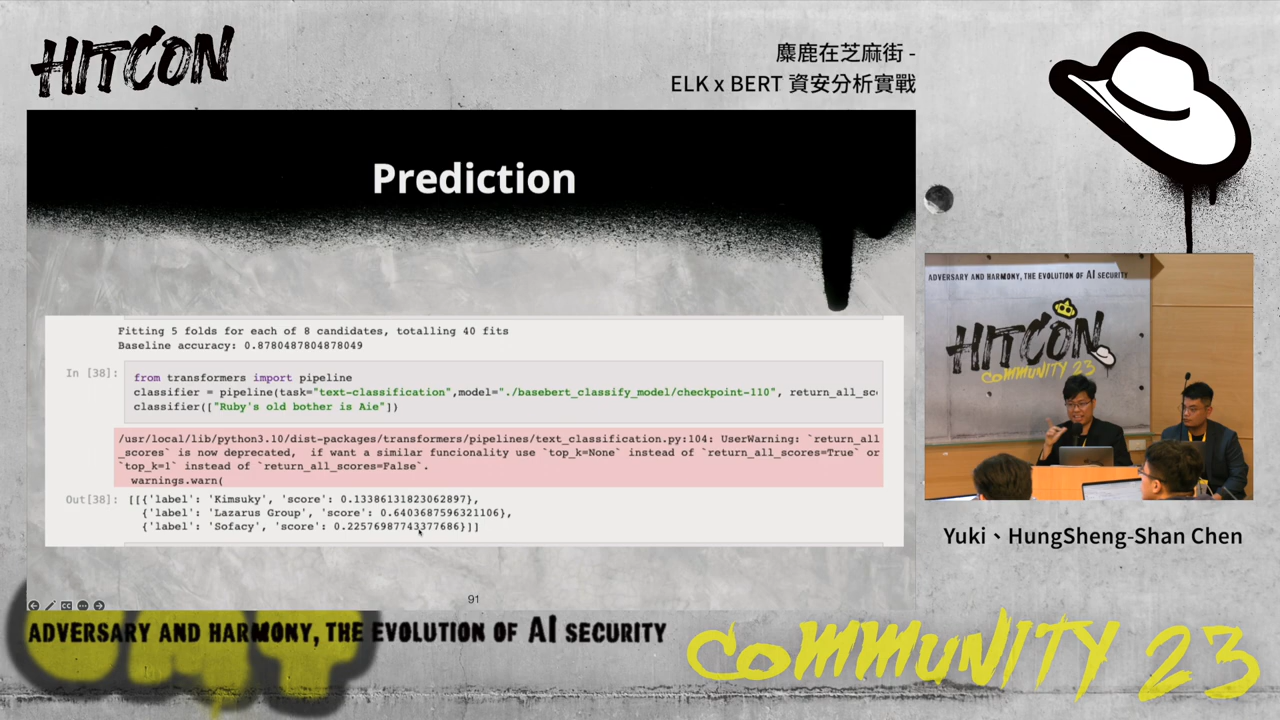 HITCON
麋鹿在芝麻街 -
ELK x BERT 資安分析實戰
Prediction
Fitting 5 folds for each of 8 candidates, totalling 40 fits
Baseline accuracy: 0.8780487804878049
In [38]:
from transformers import pipeline
classifier = pipeline(task="text-classification",model="./basebert_classify_model/checkpoint-110", return_all_sc
classifier(["Ruby's old bother is Aie"])
/usr/local/lib/python3.10/dist-packages/transformers/pipelines/text_classification.py:104: UserWarning: `return_all
_scores` is now deprecated,  if want a similar funcionality use `top_k=None` instead of `return_all_scores=True` or
`top_k=1` instead of `return_all_scores=False`.
warnings.warn(
Out[38]:
[[{'label': 'Kimsuky', 'score': 0.13386131823062897},
{'label': 'Lazarus Group', 'score': 0.6403687596321106},
{'label': 'Sofacy', 'score': 0.22576987743377686}]]
91
ADVERSARY AND HARMONY, THE EVOLUTION OF AI SECURITY
HITCON
COMMUNITY 23
Yuki、HungSheng-Shan Chen
ADVERSARY AND HARMONY, THE EVOLUTION OF AI SECURITY
COMMUNITY 23